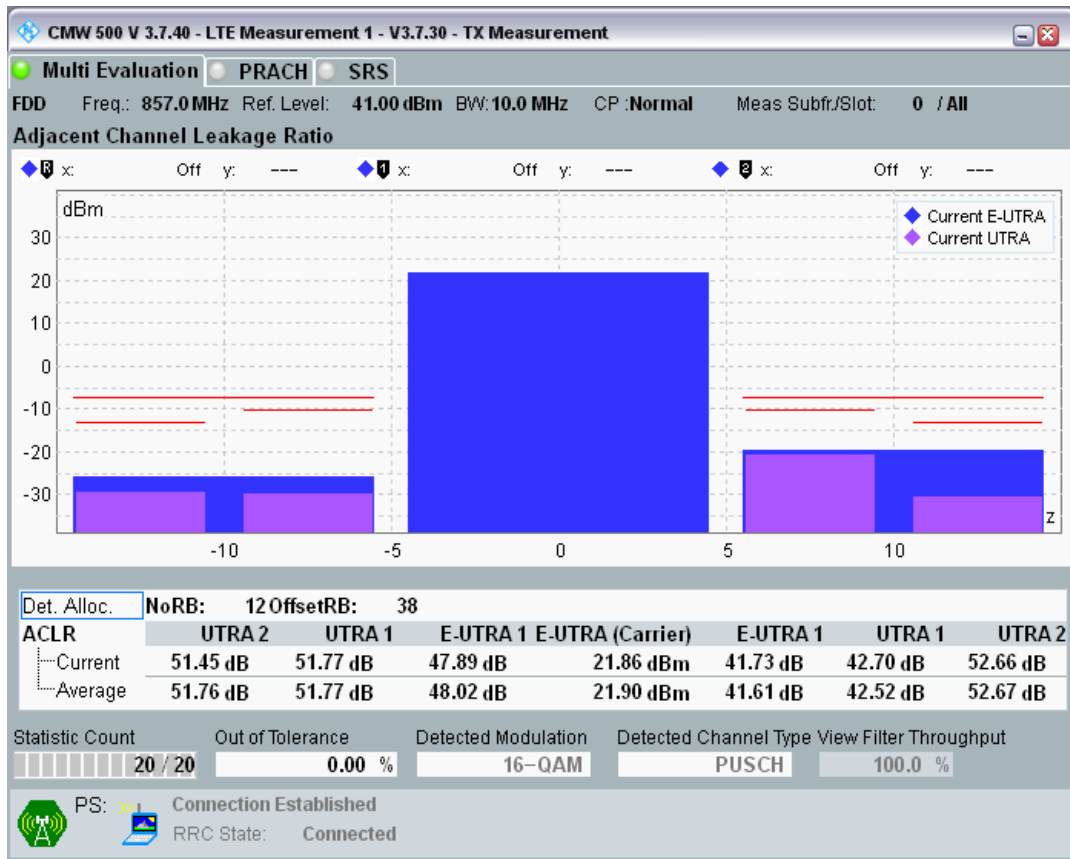 CMW 500 V 3.7.40 - LTE Measurement 1 - V3.7.30 - TX Measurement
Multi Evaluation PRACH SRS
FDD Freq.: 857.0 MHz Ref. Level: 41.00 dBm BW: 10.0 MHz CP :Normal Meas Subfr./Slot: 0 / All
Adjacent Channel Leakage Ratio
R x: Off y: --- 1 x: Off y: --- 2 x: Off y: ---
dBm
Current E-UTRA
Current UTRA
30
20
10
0
-10
-20
-30
z
-10 -5 0 5 10
Det. Alloc. NoRB: 12 OffsetRB: 38
ACLR UTRA 2 UTRA 1 E-UTRA 1 E-UTRA (Carrier) E-UTRA 1 UTRA 1 UTRA 2
Current 51.45 dB 51.77 dB 47.89 dB 21.86 dBm 41.73 dB 42.70 dB 52.66 dB
Average 51.76 dB 51.77 dB 48.02 dB 21.90 dBm 41.61 dB 42.52 dB 52.67 dB
Statistic Count Out of Tolerance Detected Modulation Detected Channel Type View Filter Throughput
20 / 20 0.00 % 16-QAM PUSCH 100.0 %
PS: Connection Established
RRC State: Connected